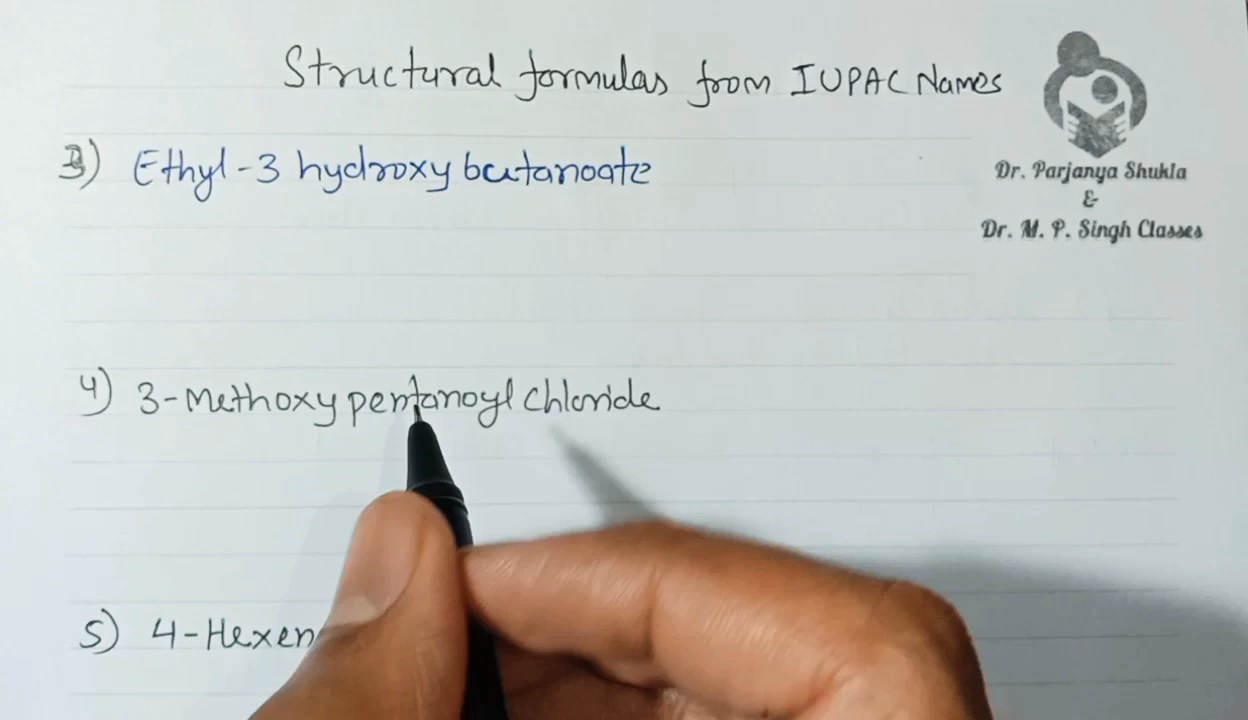 Structural formulas from IUPAC Names
3) Ethyl-3 hydroxy butanoate
Dr. Parjanya Shukla
&
Dr. M. P. Singh Classes
4) 3-Methoxy pentanoyl chloride
5) 4-Hexen